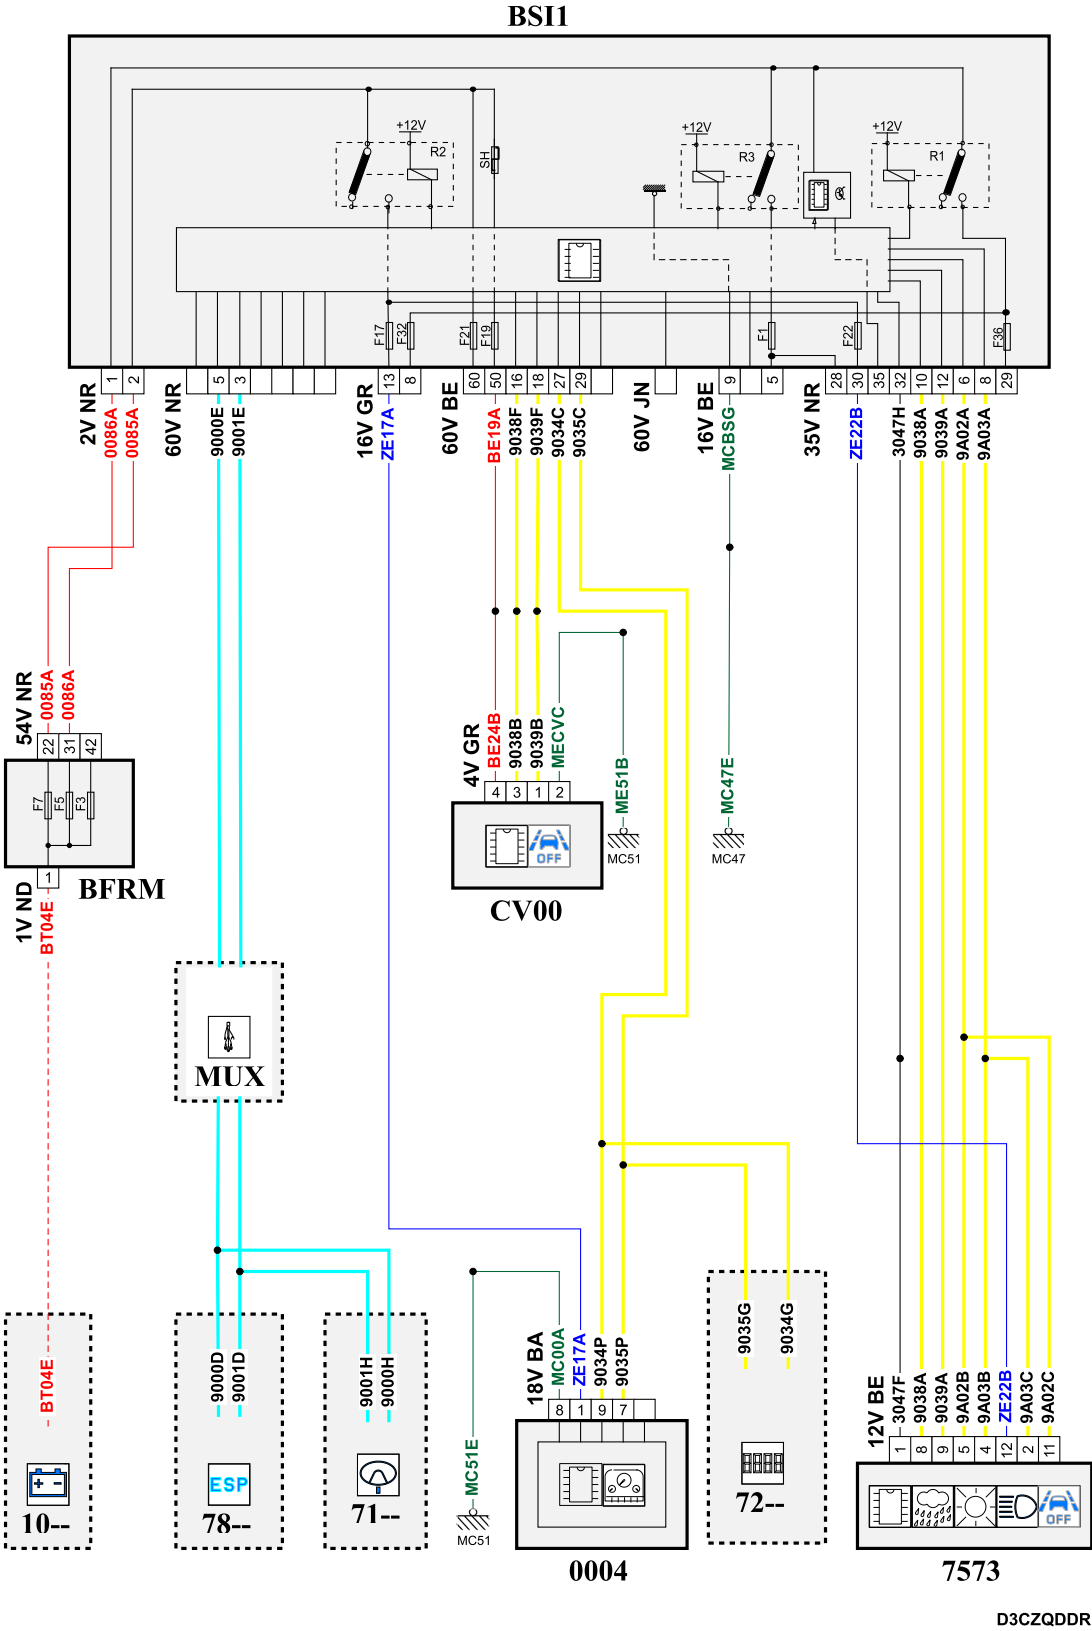 BSI1
+12V
R2
SH
+12V
R3
+12V
R1
F17
F32
F21
F19
F1
F22
F36
1 2
5 3
13 8
60 50 16 18 27 29
9
5
28 30 35 32 10 12 6 8 29
2V NR
0086A
0085A
60V NR
9000E
9001E
16V GR
ZE17A
60V BE
BE19A
9038F
9039F
9034C
9035C
60V JN
16V BE
MCBSG
35V NR
ZE22B
3047H
9038A
9039A
9A02A
9A03A
54V NR
0085A
0086A
22 31 42
F7
F5
F3
1
BFRM
1V ND
BT04E
4V GR
BE24B
9038B
9039B
MECVC
4 3 1 2
OFF
CV00
ME51B
MC51
MC47E
MC47
MUX
BT04E
10--
9000D
9001D
ESP
78--
9001H
9000H
71--
MC51E
MC51
18V BA
MC00A
ZE17A
9034P
9035P
8 1 9 7
0004
9035G
9034G
72--
12V BE
3047F
9038A
9039A
9A02B
9A03B
ZE22B
9A03C
9A02C
1 8 9 5 4 12 2 11
OFF
7573
D3CZQDDR